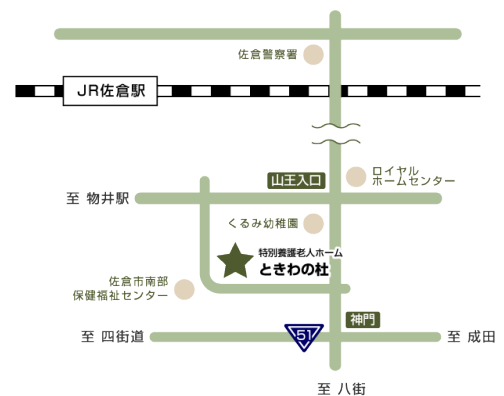 佐倉警察署
JR佐倉駅
ロイヤル
ホームセンター
山王入口
至 物井駅
くるみ幼稚園
特別養護老人ホーム
ときわの杜
佐倉市南部
保健福祉センター
神門
至 四街道
51
至 成田
至 八街